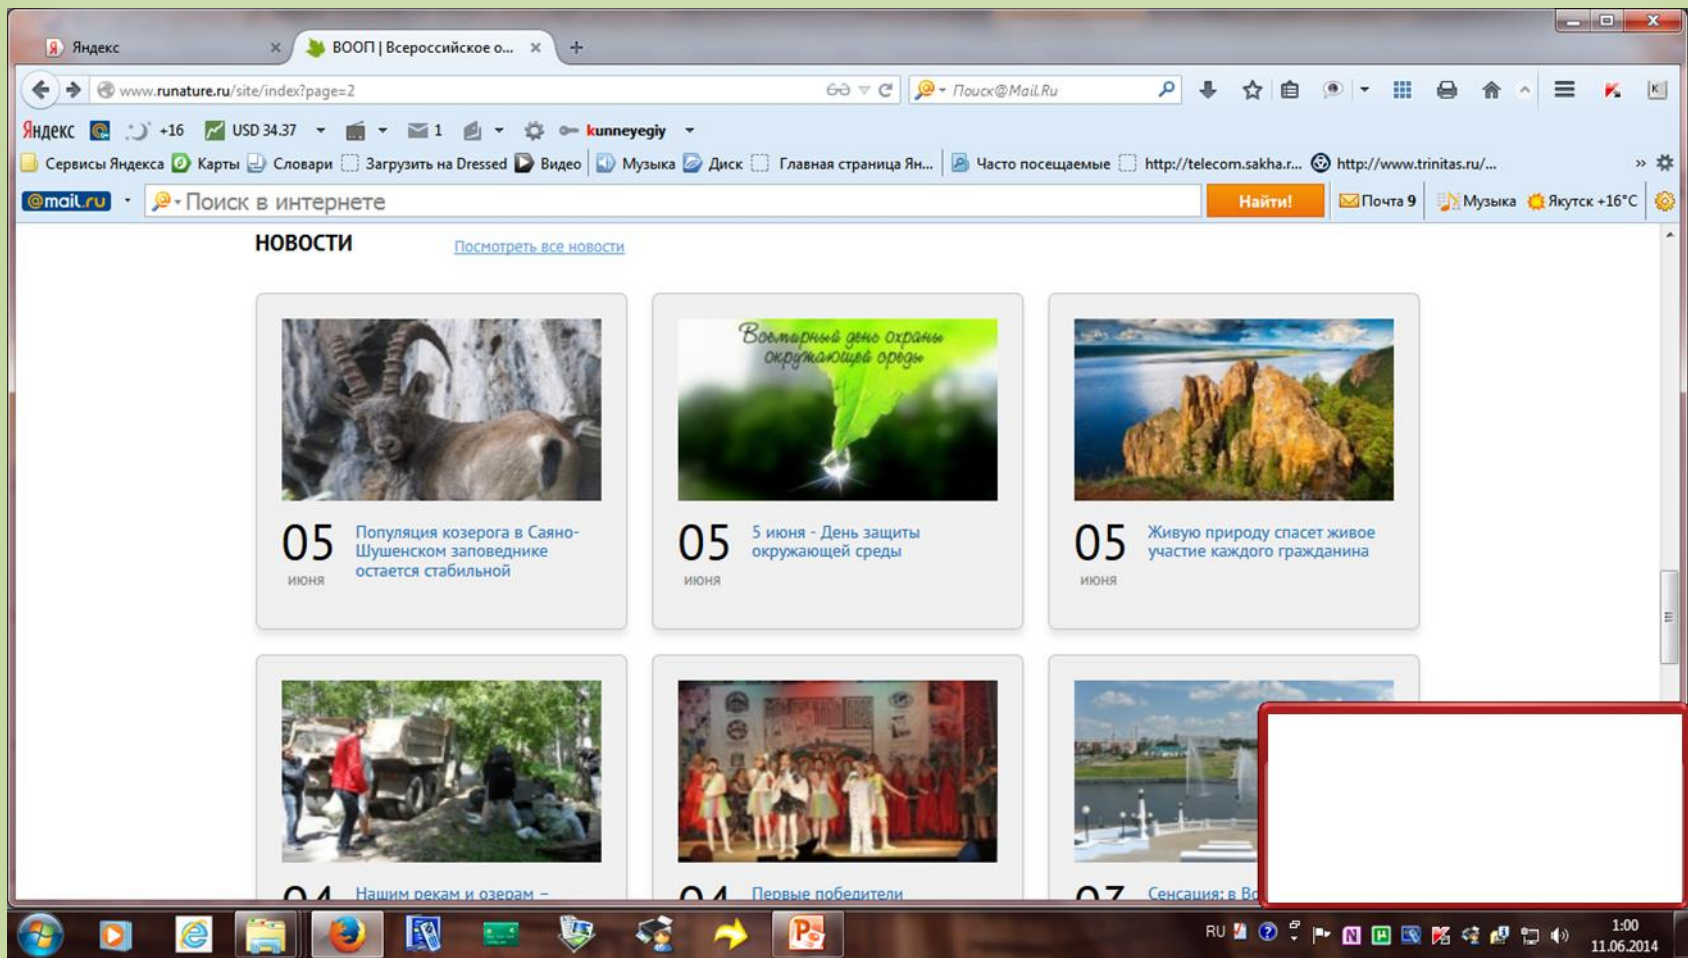 Яндекс
ВООП | Всероссийское о...
www.runature.ru/site/index?page=2
Поиск@Mail.Ru
Яндекс +16 USD 34.37 1 kunneyegiy
Сервисы Яндекса Карты Словари Загрузить на Dressed Видео Музыка Диск Главная страница Ян... Часто посещаемые http://telecom.sakha.r... http://www.trinitas.ru/... »
@mail.ru Поиск в интернете Найти! Почта 9 Музыка Якутск +16°C
НОВОСТИ
Посмотреть все новости
Всемирный день охраны
окружающей среды
05
июня
Популяция козерога в Саяно-
Шушенском заповеднике
остается стабильной
05
июня
5 июня - День защиты
окружающей среды
05
июня
Живую природу спасет живое
участие каждого гражданина
04
Нашим рекам и озерам –
04
Первые победители
Сенсация: в
RU
1:00
11.06.2014